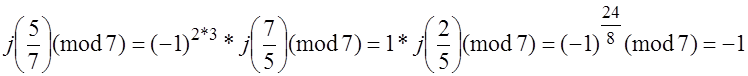 j(5/7)(mod 7) = (−1)^{2*3} * j(7/5)(mod 7) = 1 * j(2/5)(mod 7) = (−1)^{24/8} (mod 7) = −1